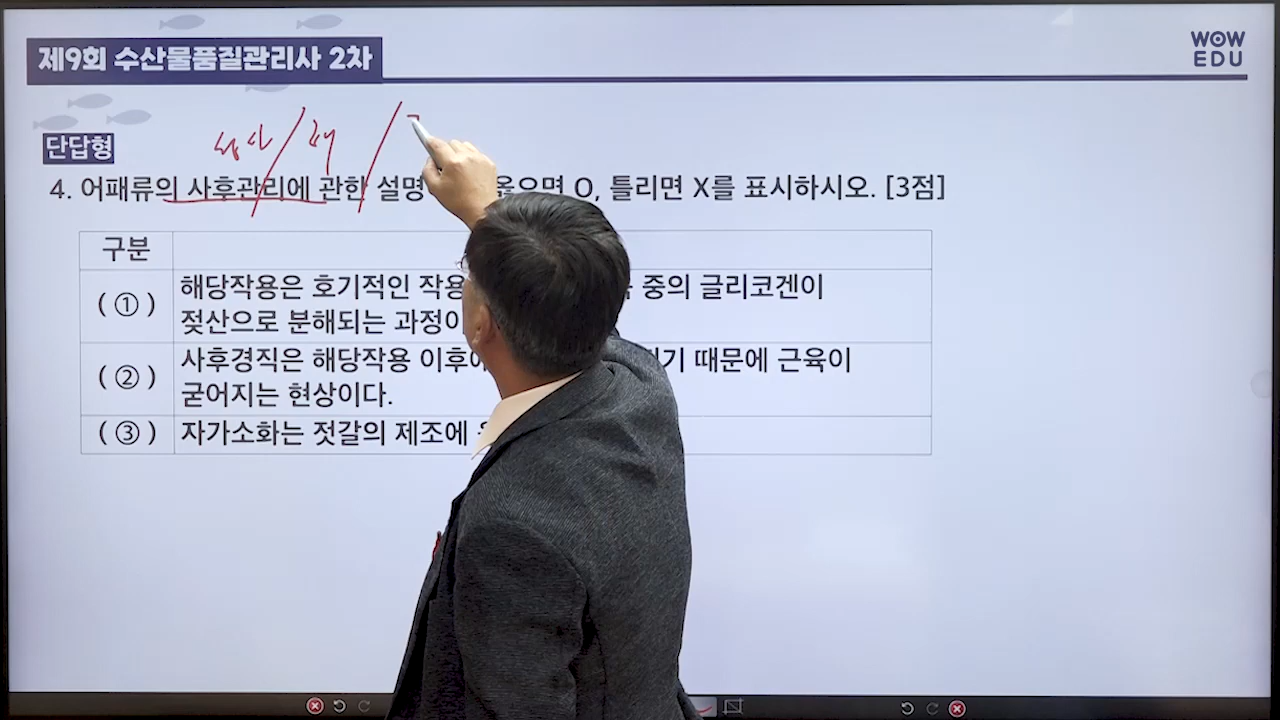 제9회 수산물품질관리사 2차
WOW
EDU
단답형
4. 어패류의 사후관리에 관한 설명 옳으면 O, 틀리면 X를 표시하시오. [3점]
구분
( ① ) 해당작용은 호기적인 작용 중의 글리코겐이
젖산으로 분해되는 과정이
( ② ) 사후경직은 해당작용 이후에 때문에 근육이
굳어지는 현상이다.
( ③ ) 자가소화는 젓갈의 제조에